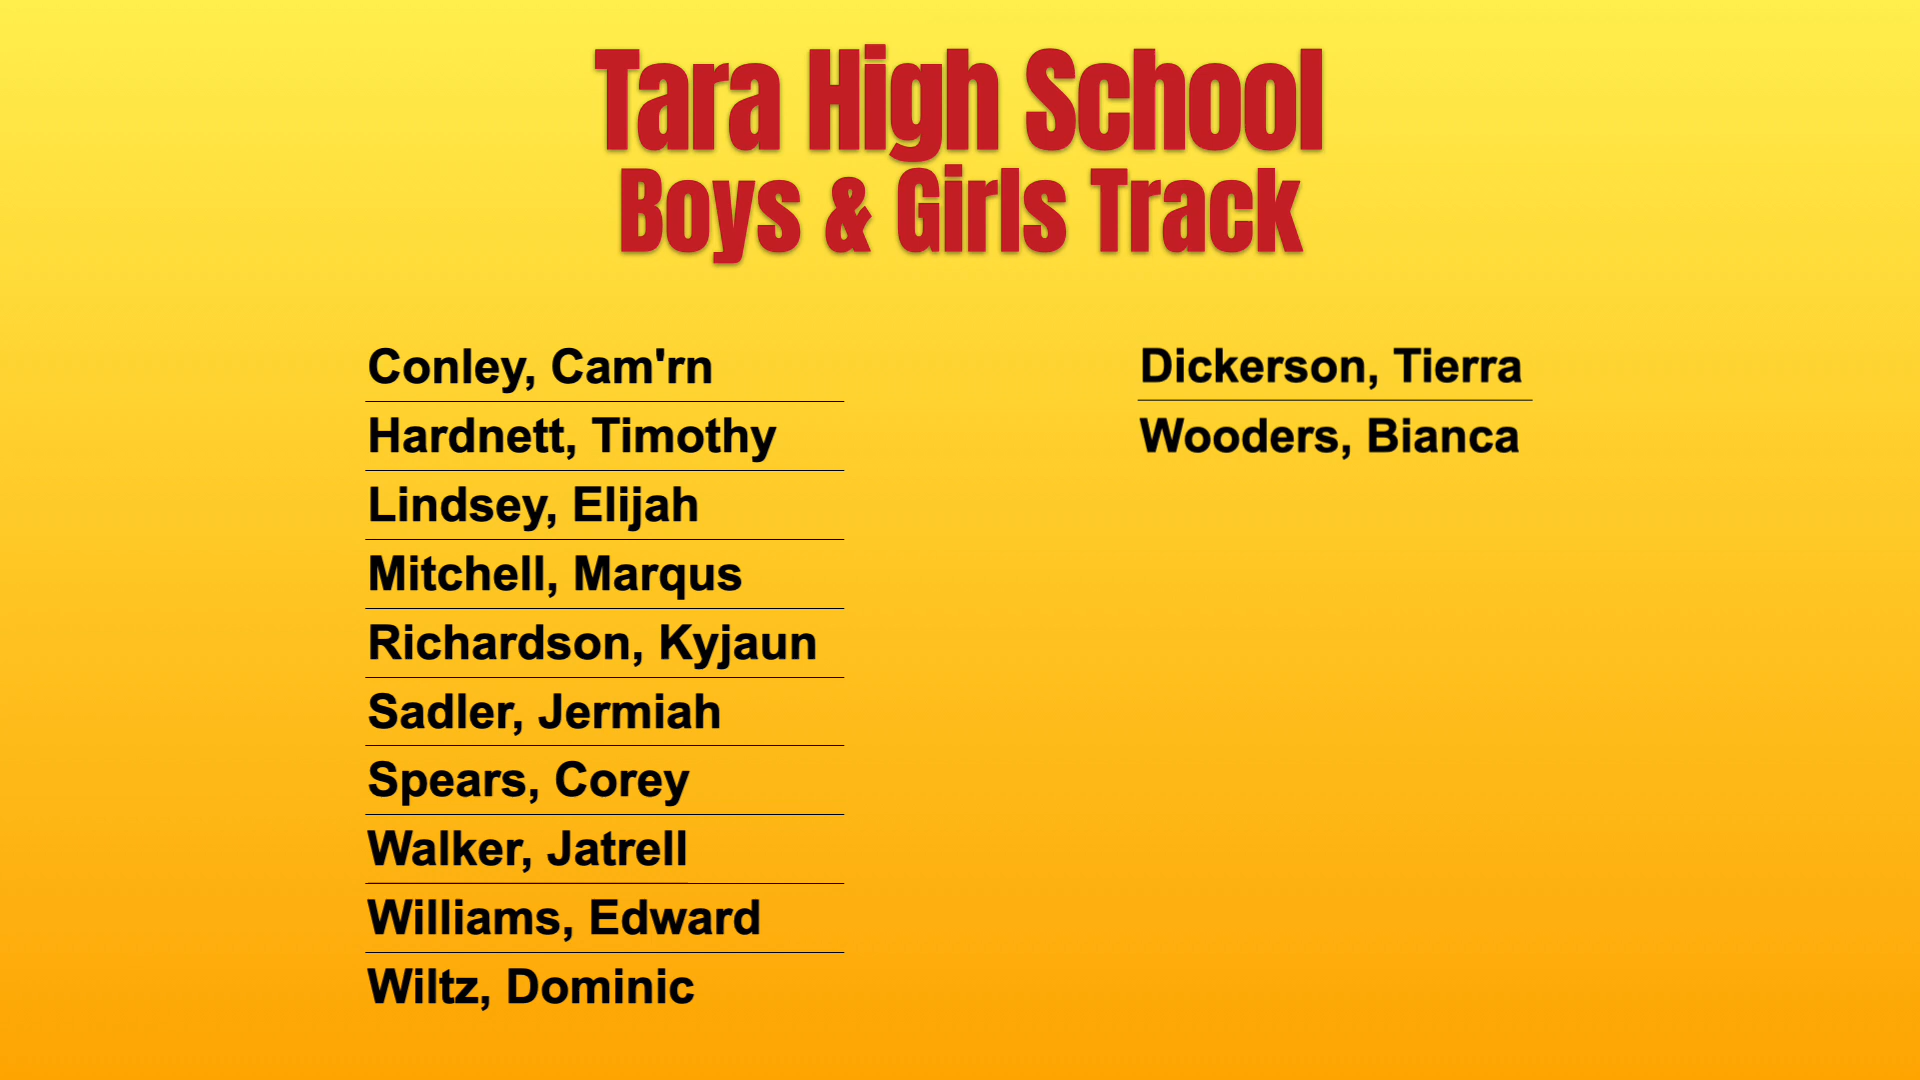 Tara High School
Boys & Girls Track
Conley, Cam'rn
Hardnett, Timothy
Lindsey, Elijah
Mitchell, Marqus
Richardson, Kyjaun
Sadler, Jermiah
Spears, Corey
Walker, Jatrell
Williams, Edward
Wiltz, Dominic
Dickerson, Tierra
Wooders, Bianca